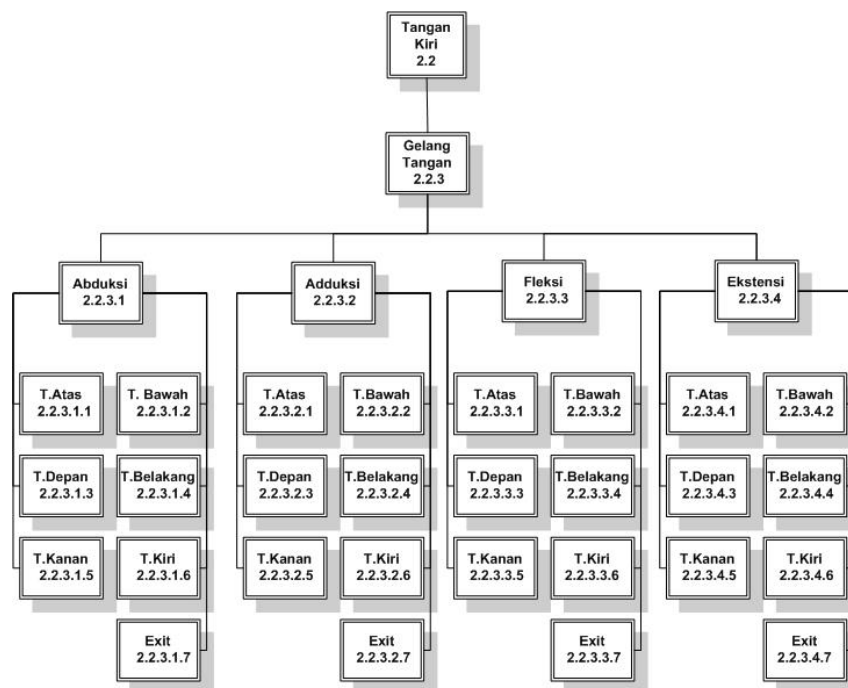 Tangan
Kiri
2.2
Gelang
Tangan
2.2.3
Abduksi
2.2.3.1
Adduksi
2.2.3.2
Fleksi
2.2.3.3
Ekstensi
2.2.3.4
T.Atas
2.2.3.1.1
T. Bawah
2.2.3.1.2
T.Atas
2.2.3.2.1
T.Bawah
2.2.3.2.2
T.Atas
2.2.3.3.1
T.Bawah
2.2.3.3.2
T.Atas
2.2.3.4.1
T.Bawah
2.2.3.4.2
T.Depan
2.2.3.1.3
T.Belakang
2.2.3.1.4
T.Depan
2.2.3.2.3
T.Belakang
2.2.3.2.4
T.Depan
2.2.3.3.3
T.Belakang
2.2.3.3.4
T.Depan
2.2.3.4.3
T.Belakang
2.2.3.4.4
T.Kanan
2.2.3.1.5
T.Kiri
2.2.3.1.6
T.Kanan
2.2.3.2.5
T.Kiri
2.2.3.2.6
T.Kanan
2.2.3.3.5
T.Kiri
2.2.3.3.6
T.Kanan
2.2.3.4.5
T.Kiri
2.2.3.4.6
Exit
2.2.3.1.7
Exit
2.2.3.2.7
Exit
2.2.3.3.7
Exit
2.2.3.4.7